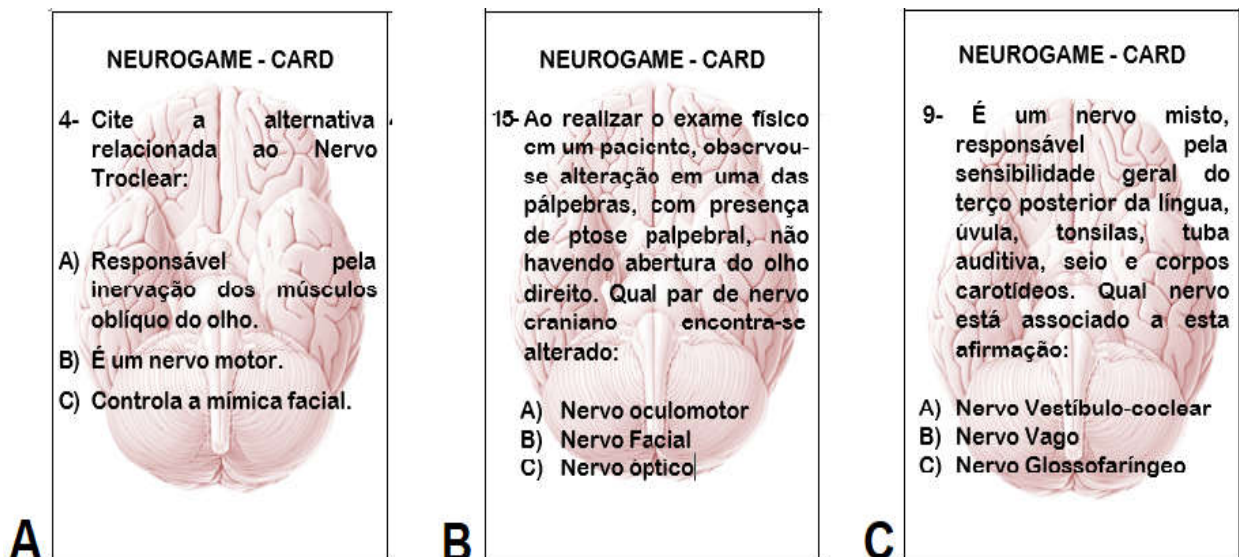 NEUROGAME - CARD
4- Cite a alternativa
relacionada ao Nervo
Troclear:
A) Responsável pela
inervação dos músculos
oblíquo do olho.
B) É um nervo motor.
C) Controla a mímica facial.
A
NEUROGAME - CARD
15- Ao realizar o exame físico
em um paciente, observou-
se alteração em uma das
pálpebras, com presença
de ptose palpebral, não
havendo abertura do olho
direito. Qual par de nervo
craniano encontra-se
alterado:
A) Nervo oculomotor
B) Nervo Facial
C) Nervo óptico
B
NEUROGAME - CARD
9- É um nervo misto,
responsável pela
sensibilidade geral do
terço posterior da língua,
úvula, tonsilas, tuba
auditiva, seio e corpos
carotídeos. Qual nervo
está associado a esta
afirmação:
A) Nervo Vestíbulo-coclear
B) Nervo Vago
C) Nervo Glossofaríngeo
C